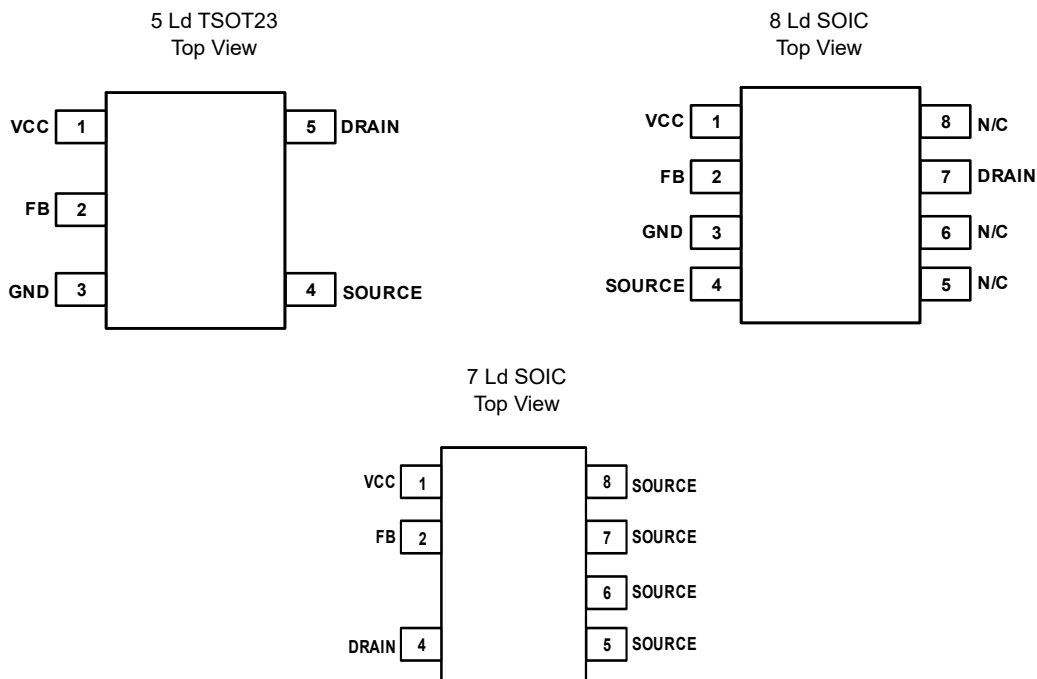 5 Ld TSOT23
Top View
VCC 1
5 DRAIN
FB 2
GND 3
4 SOURCE
8 Ld SOIC
Top View
VCC 1
8 N/C
FB 2
7 DRAIN
GND 3
6 N/C
SOURCE 4
5 N/C
7 Ld SOIC
Top View
VCC 1
8 SOURCE
FB 2
7 SOURCE
6 SOURCE
DRAIN 4
5 SOURCE